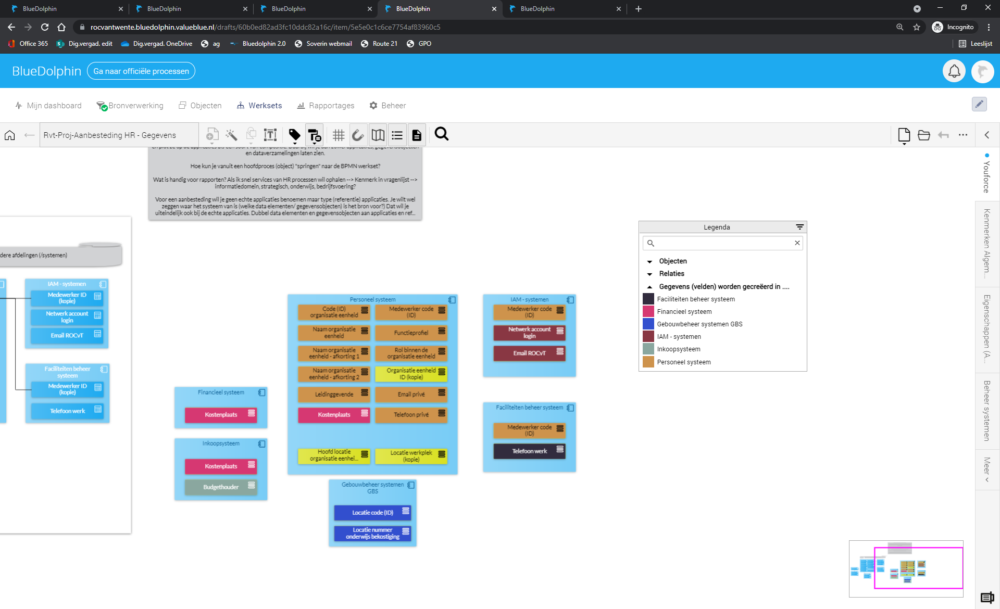 BlueDolphin
BlueDolphin
BlueDolphin
BlueDolphin
BlueDolphin
rocvantwente.bluedolphin.valueblue.nl/drafts/60b0ed82ad3fc10ddc82a16c/item/5e5e0c1c6ce7754af83960c5
Incognito
Office 365
Dig.vergad. edit
Dig.vergad. OneDrive
ag
Bluedolphin 2.0
Soverin webmail
Route 21
GPO
Leeslijst
BlueDolphin
Ga naar officiële processen
Mijn dashboard
Bronverwerking
Objecten
Werksets
Rapportages
Beheer
Rvt-Proj-Aanbesteding HR - Gegevens
en dataverzamelingen laten zien.
Hoe kun je vanuit een hoofdproces (object) "springen" naar de BPMN werkset?
Wat is handig voor rapporten? Als ik snel services van HR processen wil ophalen --> Kenmerk in vragenlijst -->
informatiedomein, strategisch, onderwijs, bedrijfsvoering?
Voor een aanbesteding wil je geen echte applicaties benoemen maar type (referentie) applicaties. Je wilt wel
zeggen waar het systeem van is (welke data elementen/ gegevensobjecten) is het bron voor?) Dat wil je
uiteindelijk ook bij de echte applicaties. Dubbel data elementen en gegevensobjecten aan applicaties en ref...
dere afdelingen (/systemen)
IAM - systemen
Medewerker ID
(kopie)
Netwerk account
login
Email ROCvT
Faciliteiten beheer
systeem
Medewerker ID
(kopie)
Telefoon werk
Financieel systeem
Kostenplaats
Inkoopsysteem
Kostenplaats
Budgethouder
Personeel systeem
Code (ID)
organisatie eenheid
Medewerker code
(ID)
Naam organisatie
eenheid
Functieprofiel
Naam organisatie
eenheid - afkorting 1
Rol binnen de
organisatie eenheid
Naam organisatie
eenheid - afkorting 2
Organisatie eenheid
ID (kopie)
Leidinggevende
Email privé
Kostenplaats
Telefoon privé
Hoofd locatie
organisatie eenhei...
Locatie werkplek
(kopie)
Gebouwbeheer systemen
GBS
Locatie code (ID)
Locatie nummer
onderwijs bekostiging
IAM - systemen
Medewerker code
(ID)
Netwerk account
login
Email ROCvT
Faciliteiten beheer systeem
Medewerker code
(ID)
Telefoon werk
Legenda
Objecten
Relaties
Gegevens (velden) worden gecreëerd in ....
Faciliteiten beheer systeem
Financieel systeem
Gebouwbeheer systemen GBS
IAM - systemen
Inkoopsysteem
Personeel systeem
Youforce
Kenmerken Algem...
Eigenschappen (A...
Beheer systemen
Meer